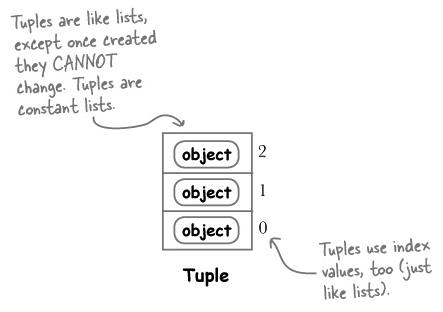 Tuples are like lists,
except once created
they CANNOT
change. Tuples are
constant lists.
object 2
object 1
object 0
Tuples use index
values, too (just
like lists).
Tuple